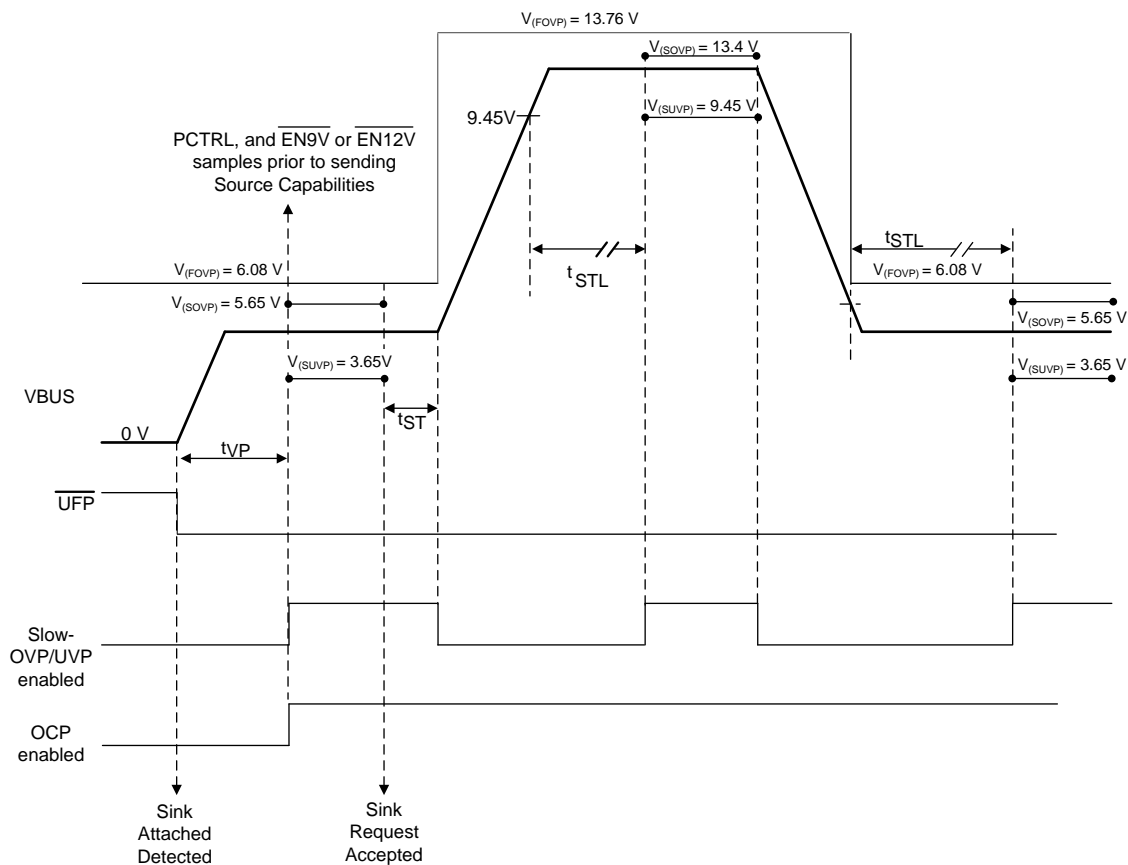 V(FOVP) = 13.76 V
V(SOVP) = 13.4 V
V(SUVP) = 9.45 V
9.45V
PCTRL, and EN9V or EN12V
samples prior to sending
Source Capabilities
tSTL
tSTL
V(FOVP) = 6.08 V
V(FOVP) = 6.08 V
V(SOVP) = 5.65 V
V(SOVP) = 5.65 V
V(SUVP) = 3.65V
V(SUVP) = 3.65 V
VBUS
tST
0 V
tVP
UFP
Slow-
OVP/UVP
enabled
OCP
enabled
Sink
Attached
Detected
Sink
Request
Accepted